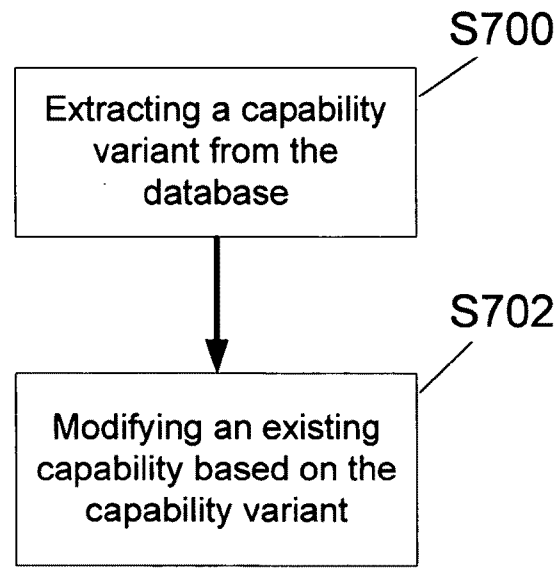 S700
Extracting a capability
variant from the
database
S702
Modifying an existing
capability based on the
capability variant